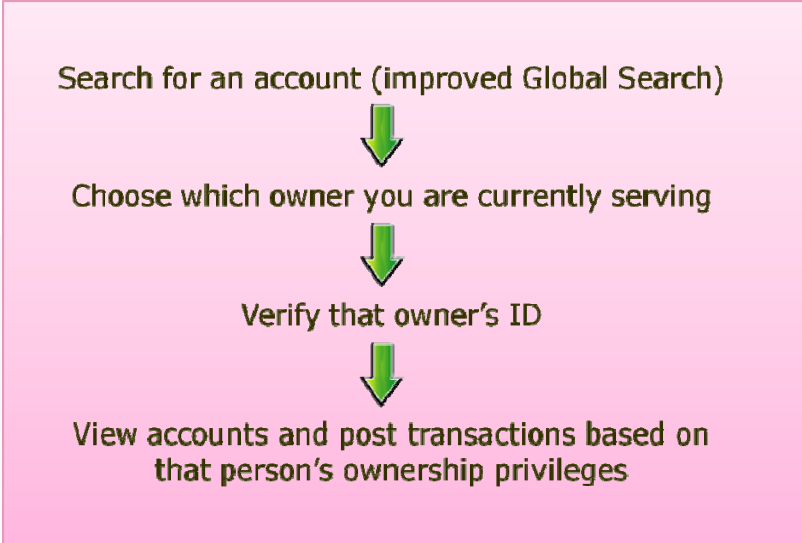 Search for an account (improved Global Search)
Choose which owner you are currently serving
Verify that owner's ID
View accounts and post transactions based on
that person's ownership privileges